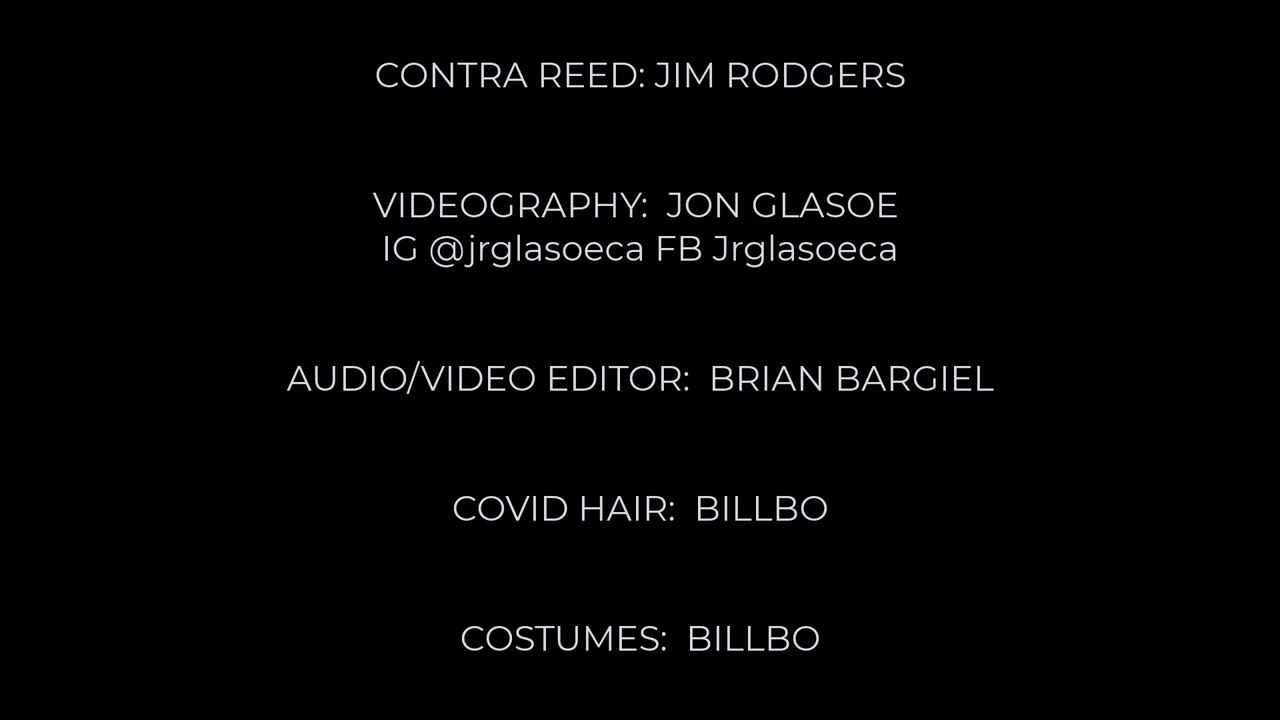 CONTRA REED: JIM RODGERS
VIDEOGRAPHY:  JON GLASOE
IG @jrglasoeca FB Jrglasoeca
AUDIO/VIDEO EDITOR:  BRIAN BARGIEL
COVID HAIR:  BILLBO
COSTUMES:  BILLBO